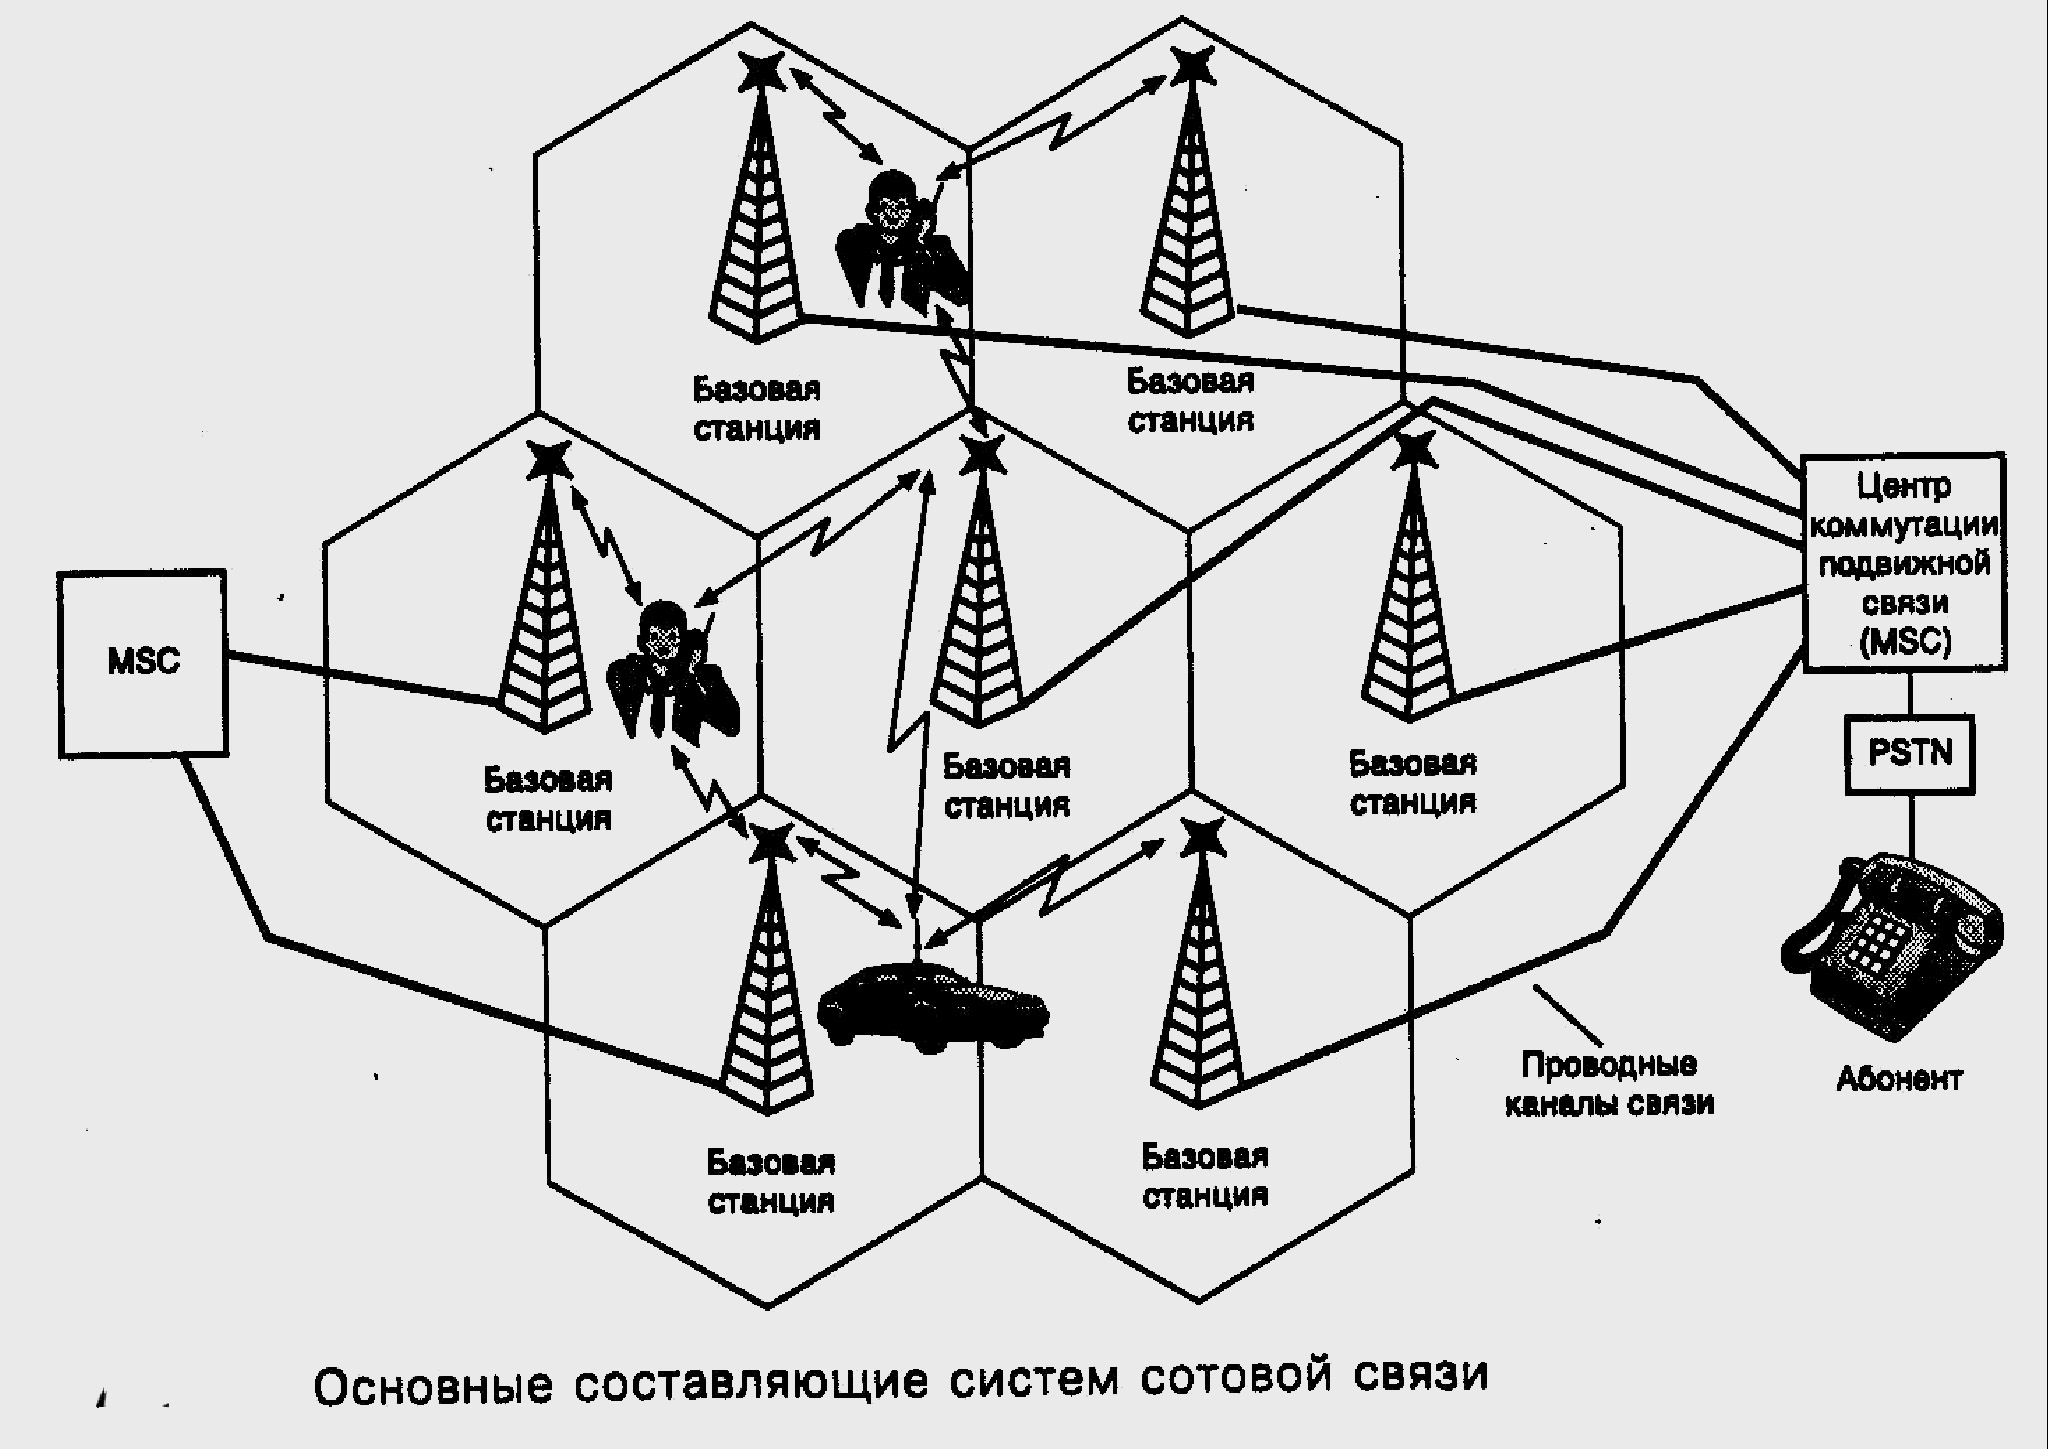 Базовая
станция
Базовая
станция
Центр
коммутации
подвижной
связи
(MSC)
MSC
PSTN
Базовая
станция
Базовая
станция
Базовая
станция
Проводные
каналы связи
Абонент
Базовая
станция
Базовая
станция
Основные составляющие систем сотовой связи